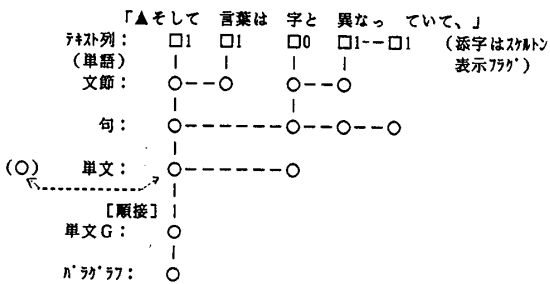 「▲そして 言葉は 字と 異なっ ていて、」
ﾃｷｽﾄ列： □1 □1 □0 □1--□1 （添字はｽｹﾙﾄﾝ
（単語） 表示ﾌﾗｸﾞ）
文節： ○--○ ○--○
句： ○------○--○--○
（○） 単文： ○------○
［順接］
単文Ｇ： ○
ﾊﾟﾗｸﾞﾗﾌ： ○